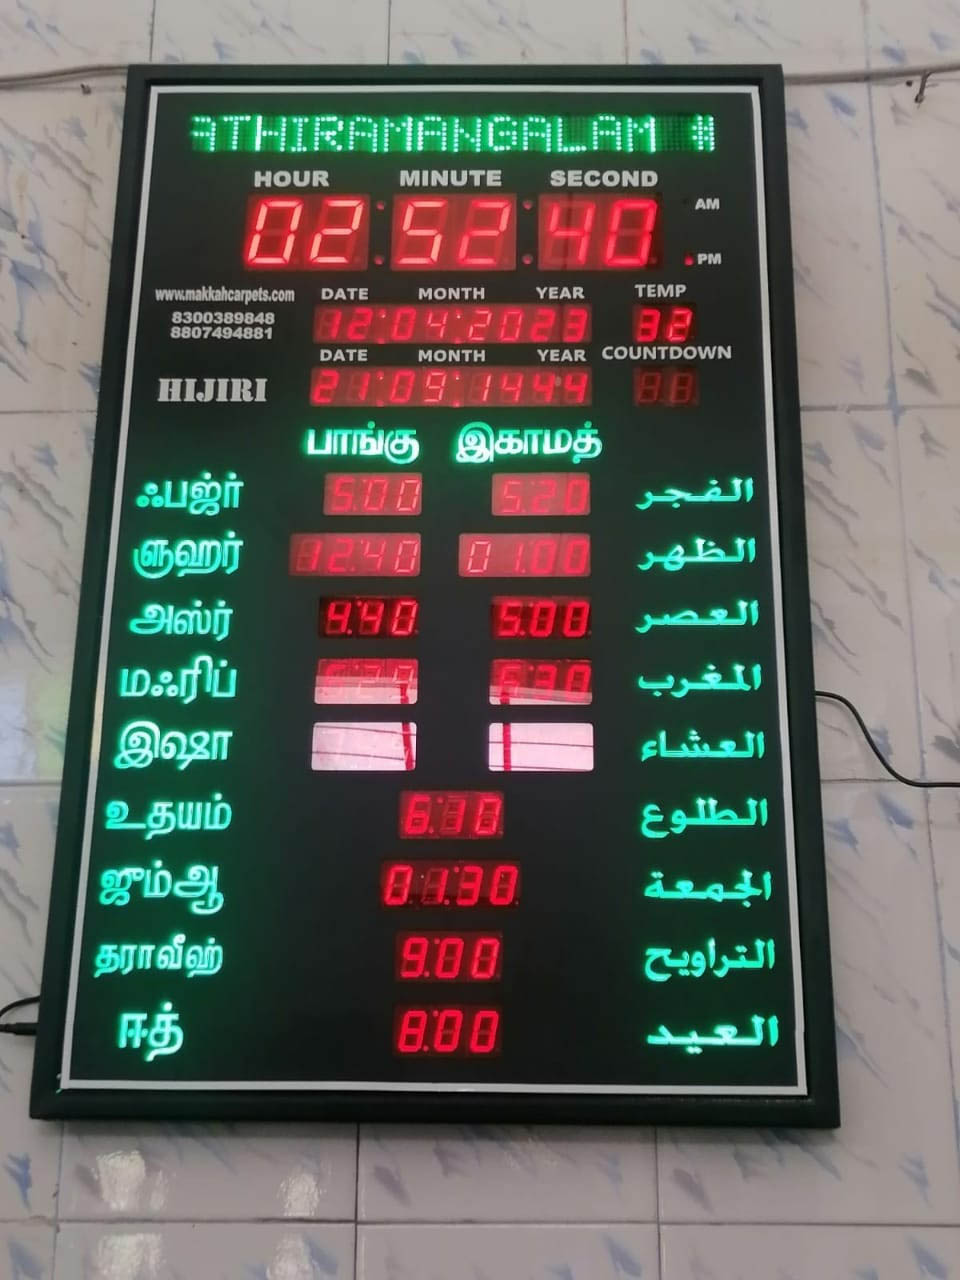 ATHIRAMANGALAM
HOUR MINUTE SECOND
02:52:40 AM PM
www.makkahcarpets.com DATE MONTH YEAR TEMP
8300389848
8807494881
12:04:2023 32
DATE MONTH YEAR COUNTDOWN
HIJIRI 21:09:1444
பாங்கு இகாமத்
ஃபஜ்ர் 5:00 5:20 الفجر
ளுஹர் 12:40 01:00 الظهر
அஸ்ர் 4:40 5:00 العصر
மஃரிப் 6:30 المغرب
இஷா العشاء
உதயம் الطلوع
ஜும்ஆ 01:30 الجمعة
தராவீஹ் 9:00 التراويح
ஈத் 8:00 العيد